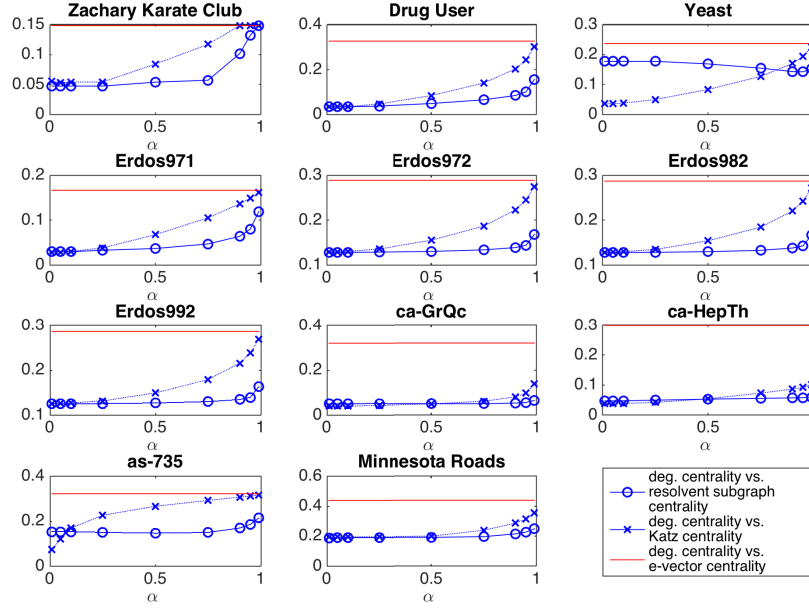 Zachary Karate Club
0.15
0.1
0.05
0
0 0.5 1
α
Drug User
0.4
0.2
0
0 0.5 1
α
Yeast
0.3
0.2
0.1
0
0 0.5
α
Erdos971
0.2
0.1
0
0 0.5 1
α
Erdos972
0.3
0.2
0.1
0 0.5 1
α
Erdos982
0.3
0.2
0.1
0 0.5
α
Erdos992
0.3
0.2
0.1
0 0.5 1
α
ca-GrQc
0.4
0.2
0
0 0.5 1
α
ca-HepTh
0.3
0.2
0.1
0
0 0.5
α
as-735
0.4
0.2
0
0 0.5 1
α
Minnesota Roads
0.6
0.4
0.2
0
0 0.5 1
α
deg. centrality vs.
resolvent subgraph
centrality
deg. centrality vs.
Katz centrality
deg. centrality vs.
e-vector centrality